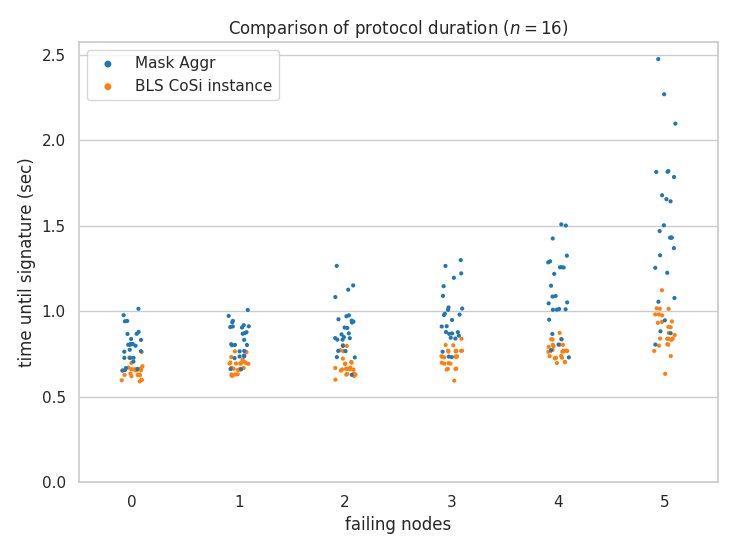 Comparison of protocol duration (n = 16)
Mask Aggr
BLS CoSi instance
time until signature (sec)
2.5
2.0
1.5
1.0
0.5
0.0
0 1 2 3 4 5
failing nodes